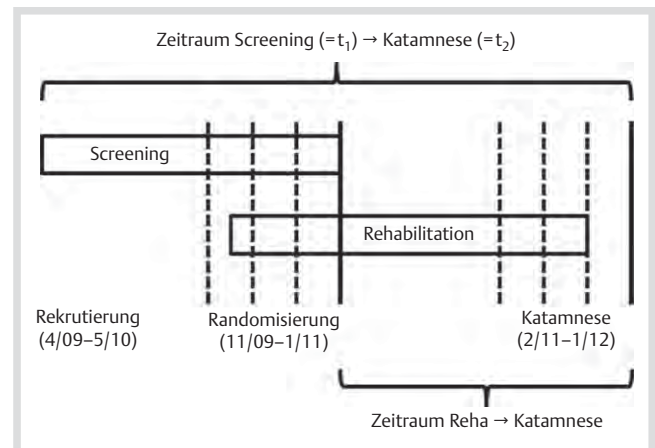 Zeitraum Screening (=t₁) → Katamnese (=t₂)
Screening
Rehabilitation
Rekrutierung
(4/09–5/10)
Randomisierung
(11/09–1/11)
Katamnese
(2/11–1/12)
Zeitraum Reha → Katamnese